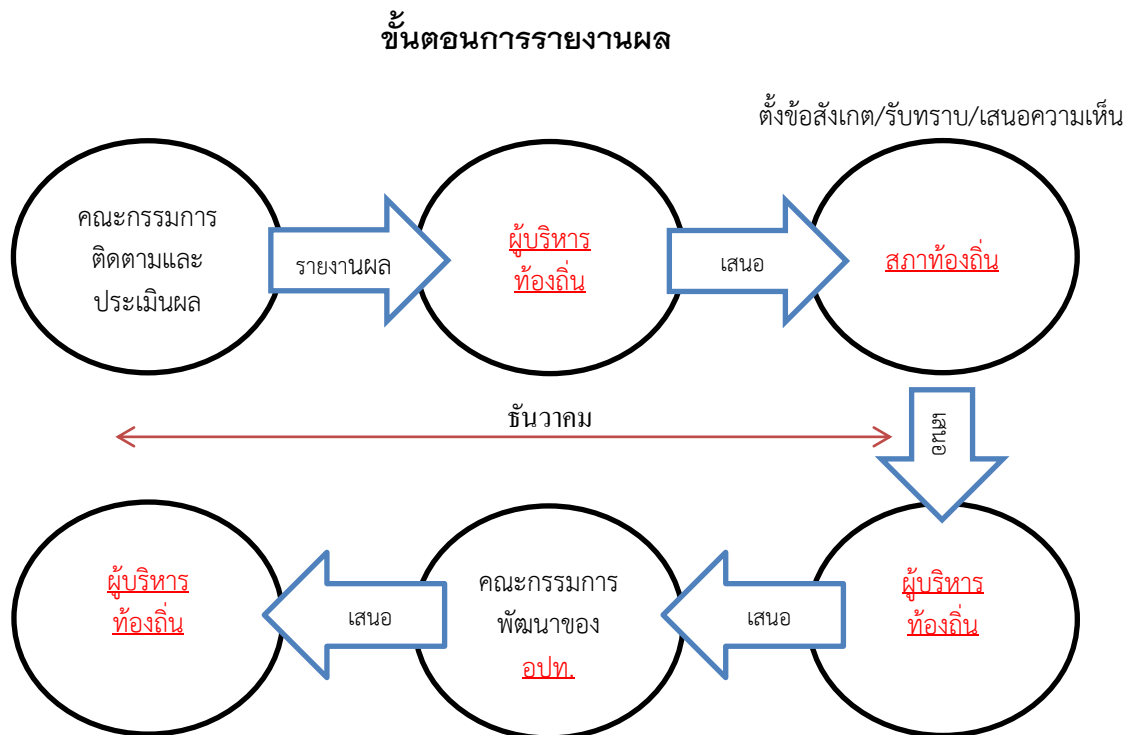 ขั้นตอนการรายงานผล
ตั้งข้อสังเกต/รับทราบ/เสนอความเห็น
คณะกรรมการ
ติดตามและ
ประเมินผล
รายงานผล
ผู้บริหาร
ท้องถิ่น
เสนอ
สภาท้องถิ่น
ธันวาคม
เสนอ
ผู้บริหาร
ท้องถิ่น
เสนอ
คณะกรรมการ
พัฒนาของ
อปท.
เสนอ
ผู้บริหาร
ท้องถิ่น